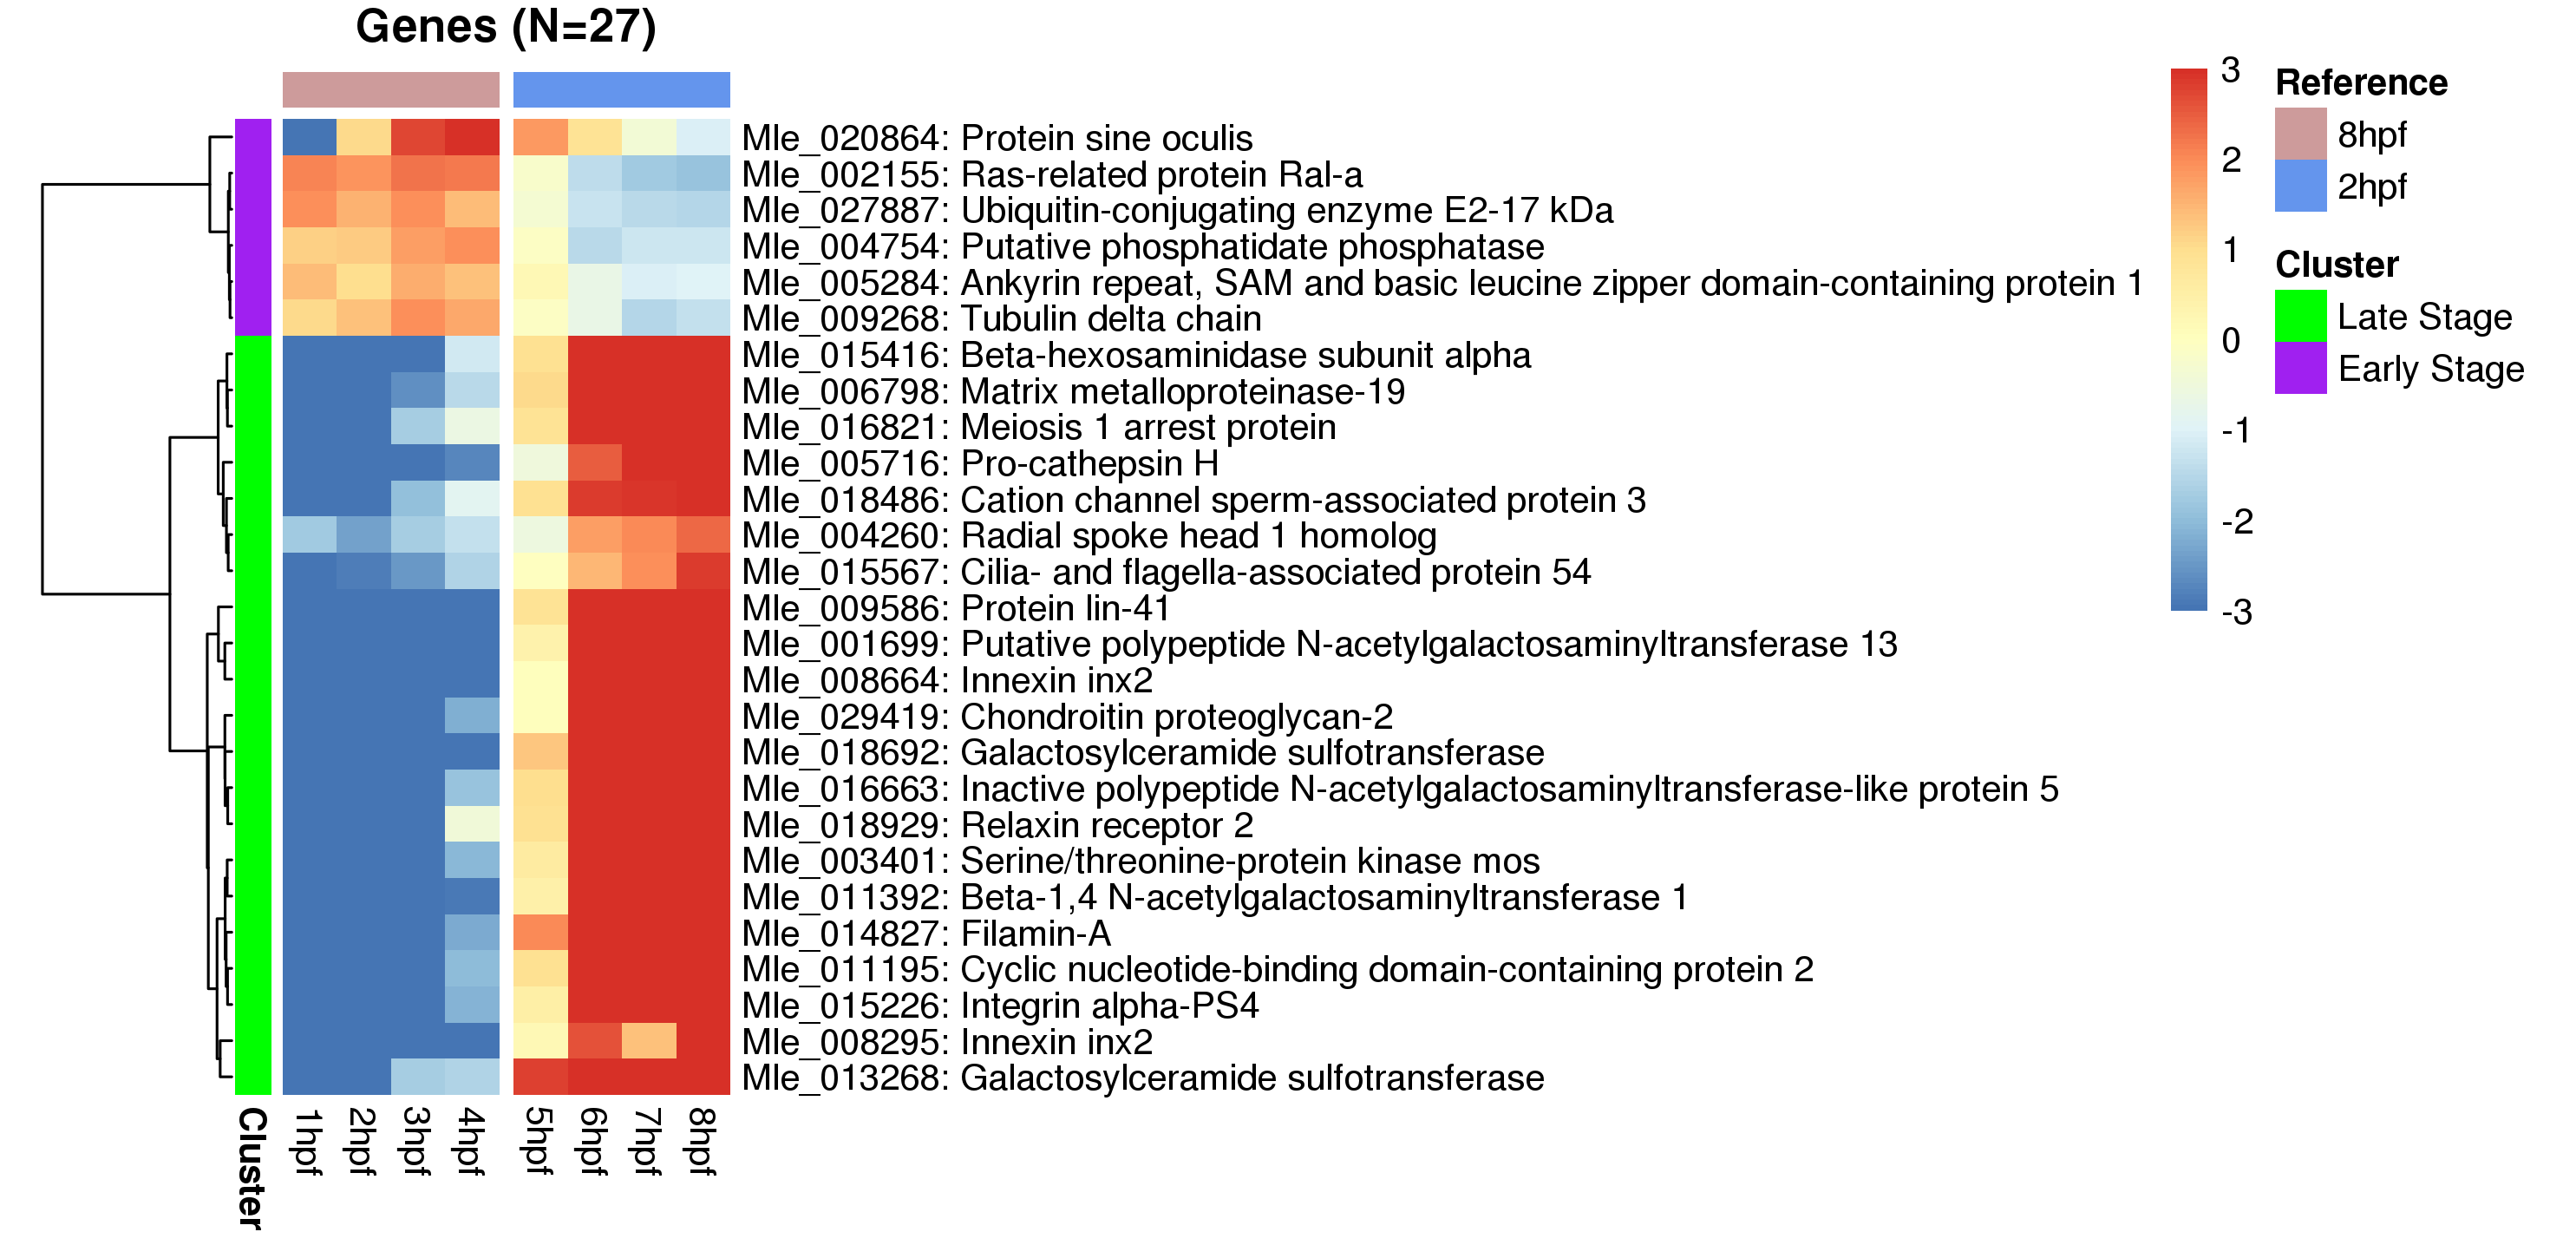 Genes (N=27)
Mle_020864: Protein sine oculis
Mle_002155: Ras-related protein Ral-a
Mle_027887: Ubiquitin-conjugating enzyme E2-17 kDa
Mle_004754: Putative phosphatidate phosphatase
Mle_005284: Ankyrin repeat, SAM and basic leucine zipper domain-containing protein 1
Mle_009268: Tubulin delta chain
Mle_015416: Beta-hexosaminidase subunit alpha
Mle_006798: Matrix metalloproteinase-19
Mle_016821: Meiosis 1 arrest protein
Mle_005716: Pro-cathepsin H
Mle_018486: Cation channel sperm-associated protein 3
Mle_004260: Radial spoke head 1 homolog
Mle_015567: Cilia- and flagella-associated protein 54
Mle_009586: Protein lin-41
Mle_001699: Putative polypeptide N-acetylgalactosaminyltransferase 13
Mle_008664: Innexin inx2
Mle_029419: Chondroitin proteoglycan-2
Mle_018692: Galactosylceramide sulfotransferase
Mle_016663: Inactive polypeptide N-acetylgalactosaminyltransferase-like protein 5
Mle_018929: Relaxin receptor 2
Mle_003401: Serine/threonine-protein kinase mos
Mle_011392: Beta-1,4 N-acetylgalactosaminyltransferase 1
Mle_014827: Filamin-A
Mle_011195: Cyclic nucleotide-binding domain-containing protein 2
Mle_015226: Integrin alpha-PS4
Mle_008295: Innexin inx2
Mle_013268: Galactosylceramide sulfotransferase
Cluster
1hpf
2hpf
3hpf
4hpf
5hpf
6hpf
7hpf
8hpf
3
2
1
0
-1
-2
-3
Reference
8hpf
2hpf
Cluster
Late Stage
Early Stage